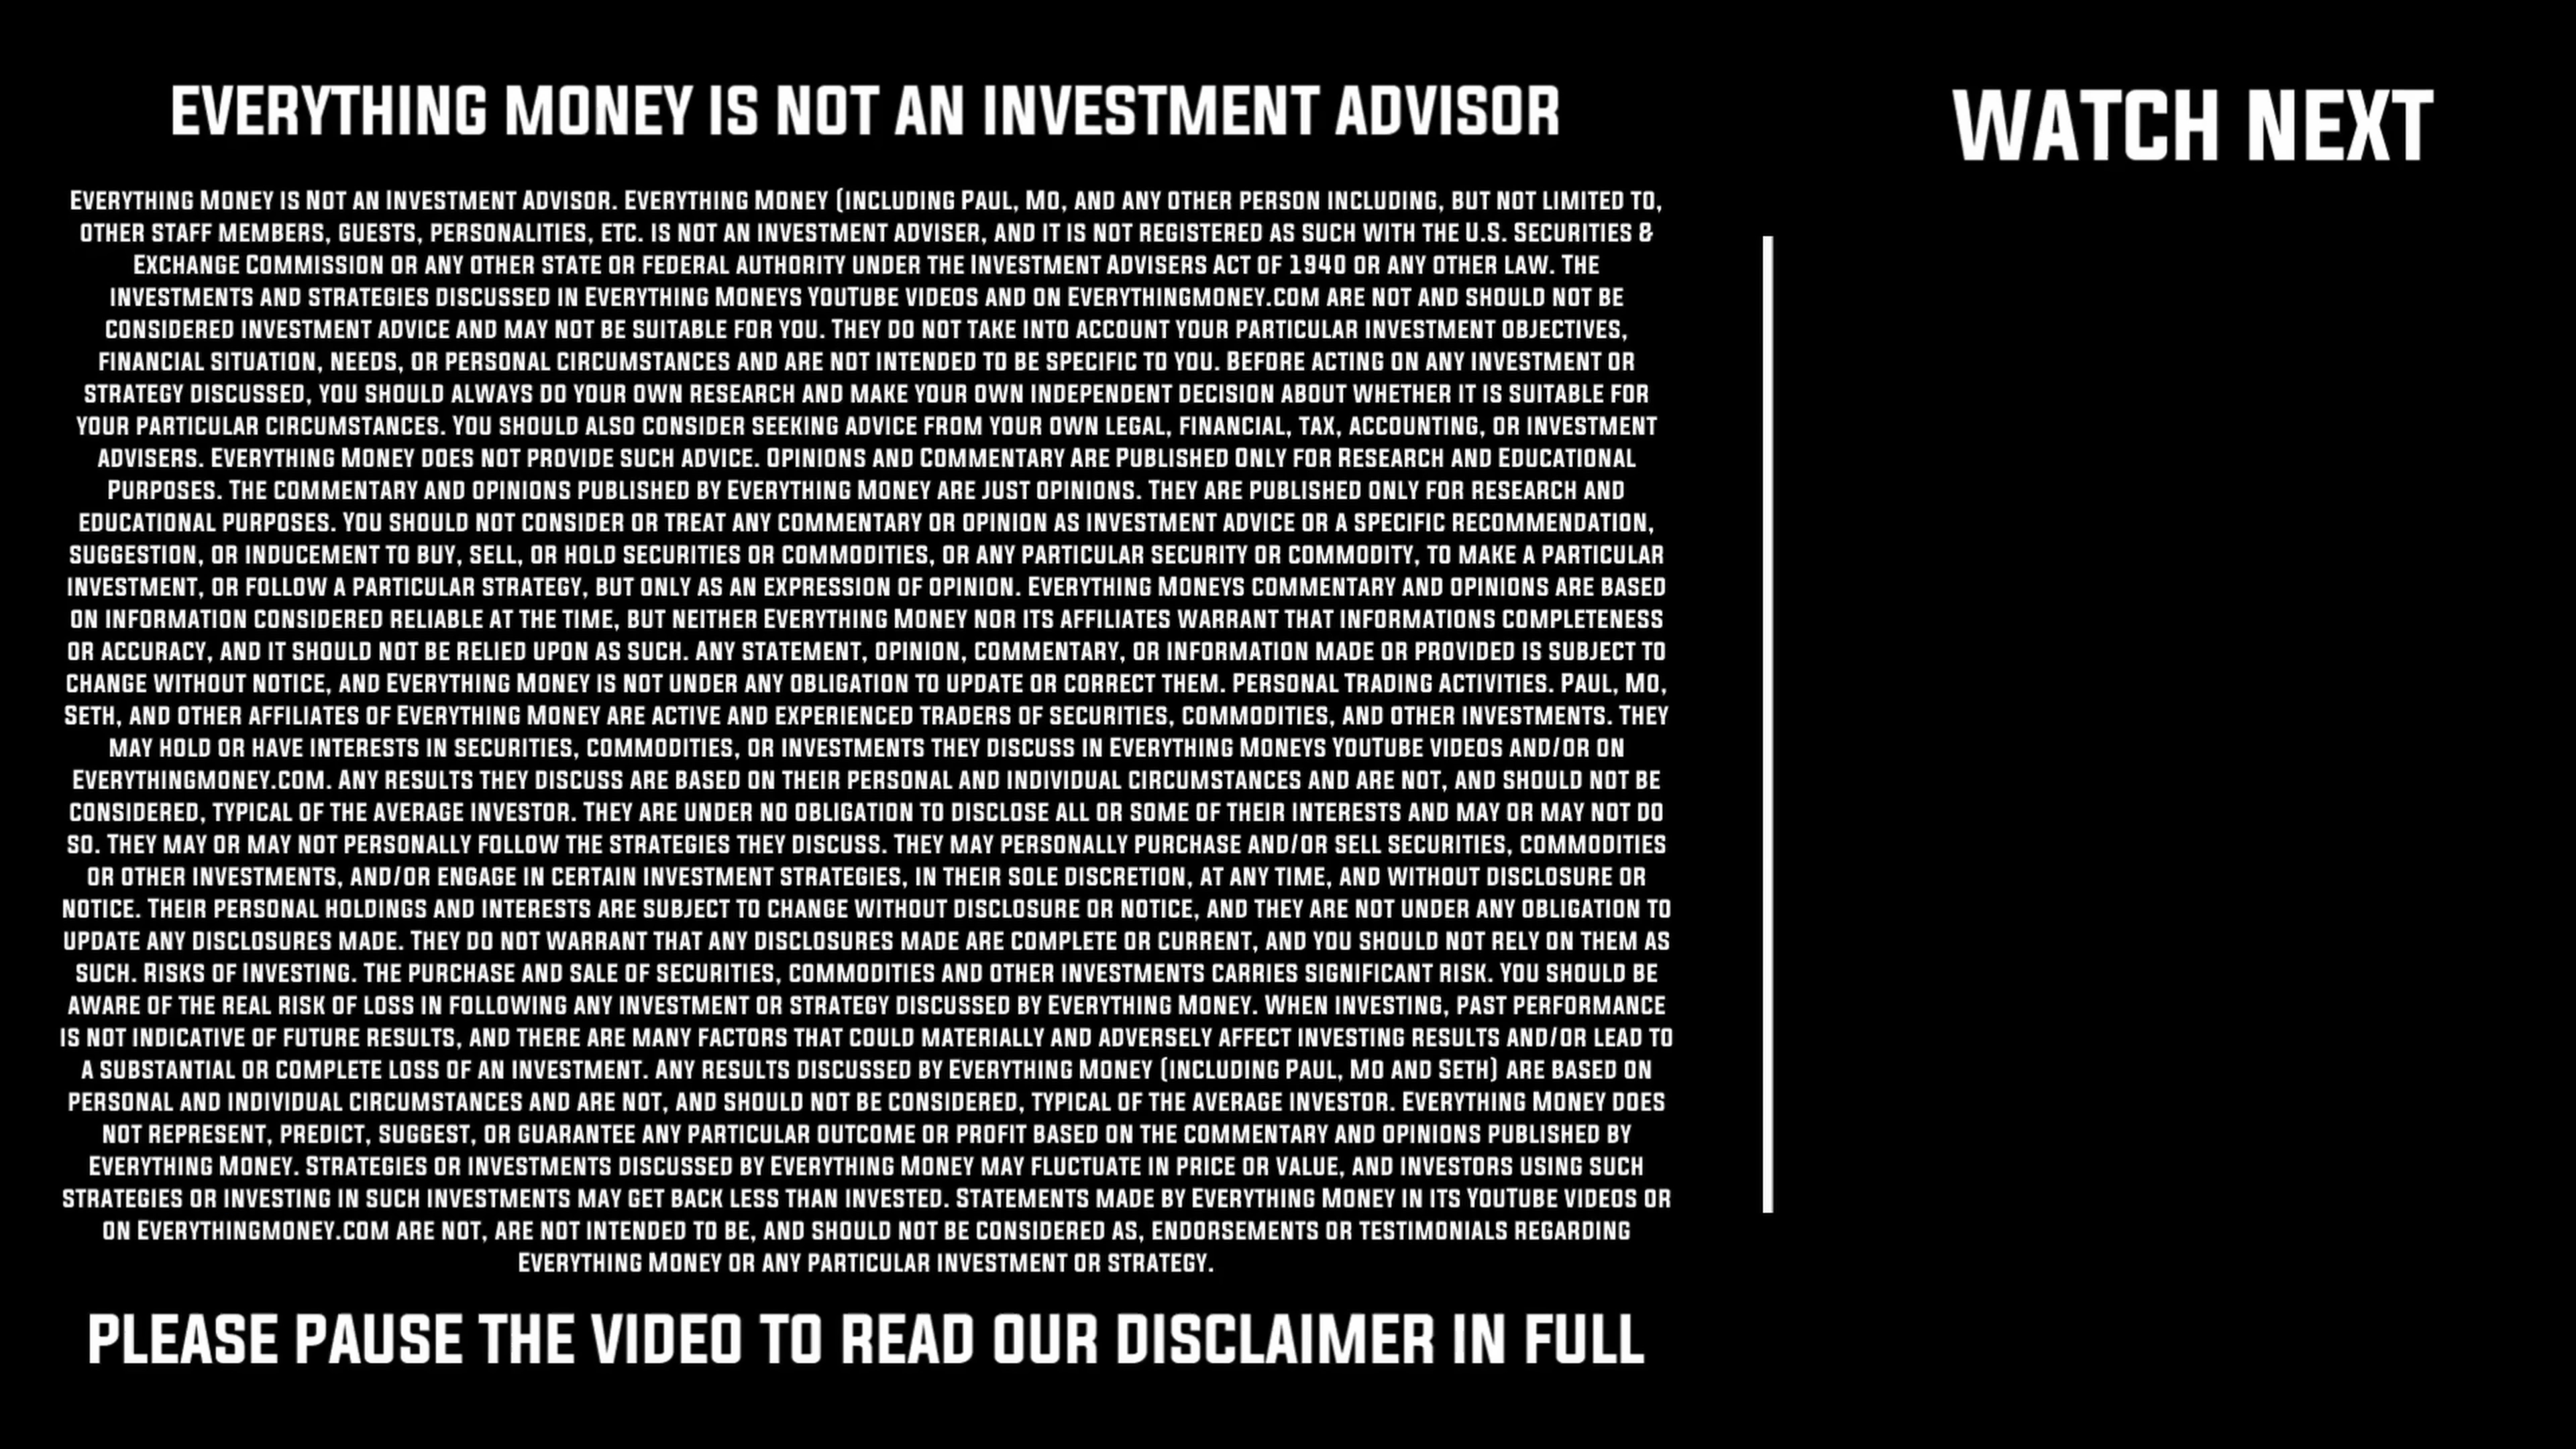 EVERYTHING MONEY IS NOT AN INVESTMENT ADVISOR
WATCH NEXT
Everything Money is Not an Investment Advisor. Everything Money (including Paul, Mo, and any other person including, but not limited to,
other staff members, guests, personalities, etc. is not an investment adviser, and it is not registered as such with the U.S. Securities &
Exchange Commission or any other state or federal authority under the Investment Advisers Act of 1940 or any other law. The
investments and strategies discussed in Everything Moneys YouTube videos and on Everythingmoney.com are not and should not be
considered investment advice and may not be suitable for you. They do not take into account your particular investment objectives,
financial situation, needs, or personal circumstances and are not intended to be specific to you. Before acting on any investment or
strategy discussed, you should always do your own research and make your own independent decision about whether it is suitable for
your particular circumstances. You should also consider seeking advice from your own legal, financial, tax, accounting, or investment
advisers. Everything Money does not provide such advice. Opinions and Commentary Are Published Only for Research and Educational
Purposes. The commentary and opinions published by Everything Money are just opinions. They are published only for research and
educational purposes. You should not consider or treat any commentary or opinion as investment advice or a specific recommendation,
suggestion, or inducement to buy, sell, or hold securities or commodities, or any particular security or commodity, to make a particular
investment, or follow a particular strategy, but only as an expression of opinion. Everything Moneys commentary and opinions are based
on information considered reliable at the time, but neither Everything Money nor its affiliates warrant that informations completeness
or accuracy, and it should not be relied upon as such. Any statement, opinion, commentary, or information made or provided is subject to
change without notice, and Everything Money is not under any obligation to update or correct them. Personal Trading Activities. Paul, Mo,
Seth, and other affiliates of Everything Money are active and experienced traders of securities, commodities, and other investments. They
may hold or have interests in securities, commodities, or investments they discuss in Everything Moneys YouTube videos and/or on
Everythingmoney.com. Any results they discuss are based on their personal and individual circumstances and are not, and should not be
considered, typical of the average investor. They are under no obligation to disclose all or some of their interests and may or may not do
so. They may or may not personally follow the strategies they discuss. They may personally purchase and/or sell securities, commodities
or other investments, and/or engage in certain investment strategies, in their sole discretion, at any time, and without disclosure or
notice. Their personal holdings and interests are subject to change without disclosure or notice, and they are not under any obligation to
update any disclosures made. They do not warrant that any disclosures made are complete or current, and you should not rely on them as
such. Risks of Investing. The purchase and sale of securities, commodities and other investments carries significant risk. You should be
aware of the real risk of loss in following any investment or strategy discussed by Everything Money. When investing, past performance
is not indicative of future results, and there are many factors that could materially and adversely affect investing results and/or lead to
a substantial or complete loss of an investment. Any results discussed by Everything Money (including Paul, Mo and Seth) are based on
personal and individual circumstances and are not, and should not be considered, typical of the average investor. Everything Money does
not represent, predict, suggest, or guarantee any particular outcome or profit based on the commentary and opinions published by
Everything Money. Strategies or investments discussed by Everything Money may fluctuate in price or value, and investors using such
strategies or investing in such investments may get back less than invested. Statements made by Everything Money in its YouTube videos or
on Everythingmoney.com are not, are not intended to be, and should not be considered as, endorsements or testimonials regarding
Everything Money or any particular investment or strategy.
PLEASE PAUSE THE VIDEO TO READ OUR DISCLAIMER IN FULL